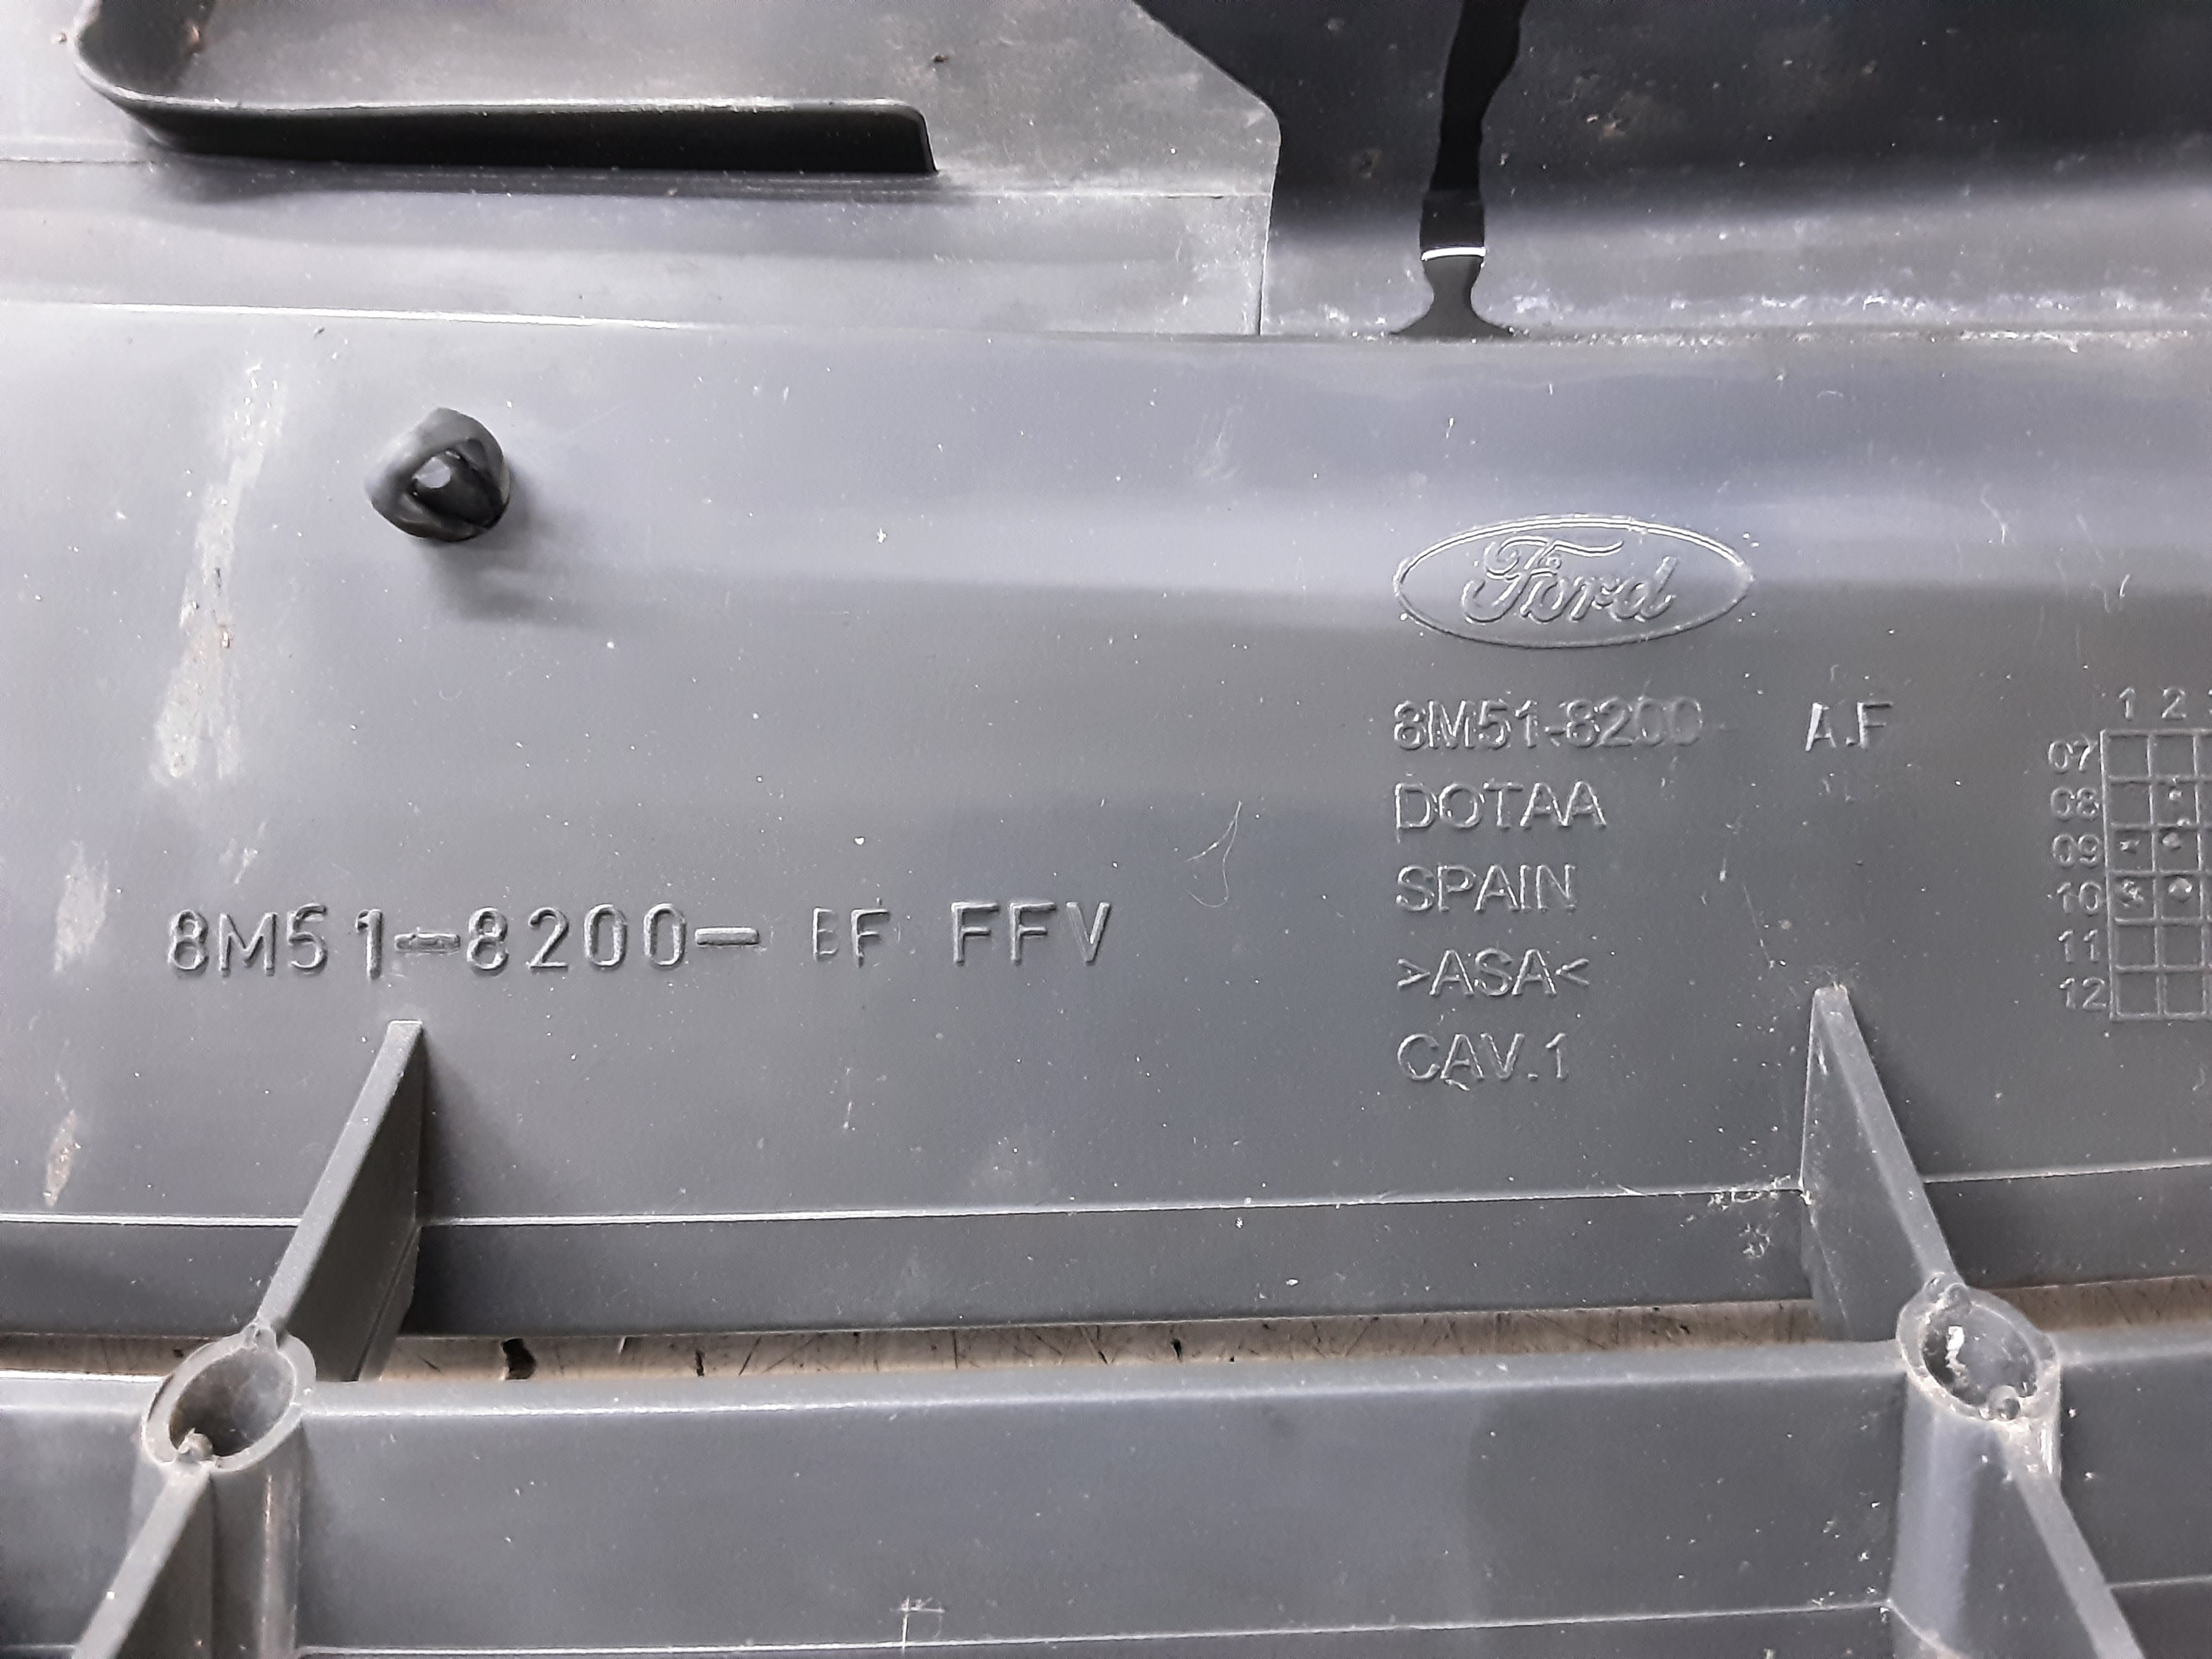 Ford
8M51-8200 A.F
DOTAA
SPAIN
>ASA<
CAV.1
8M51-8200- BF FFV
1 2
07
08
09
10
11
12